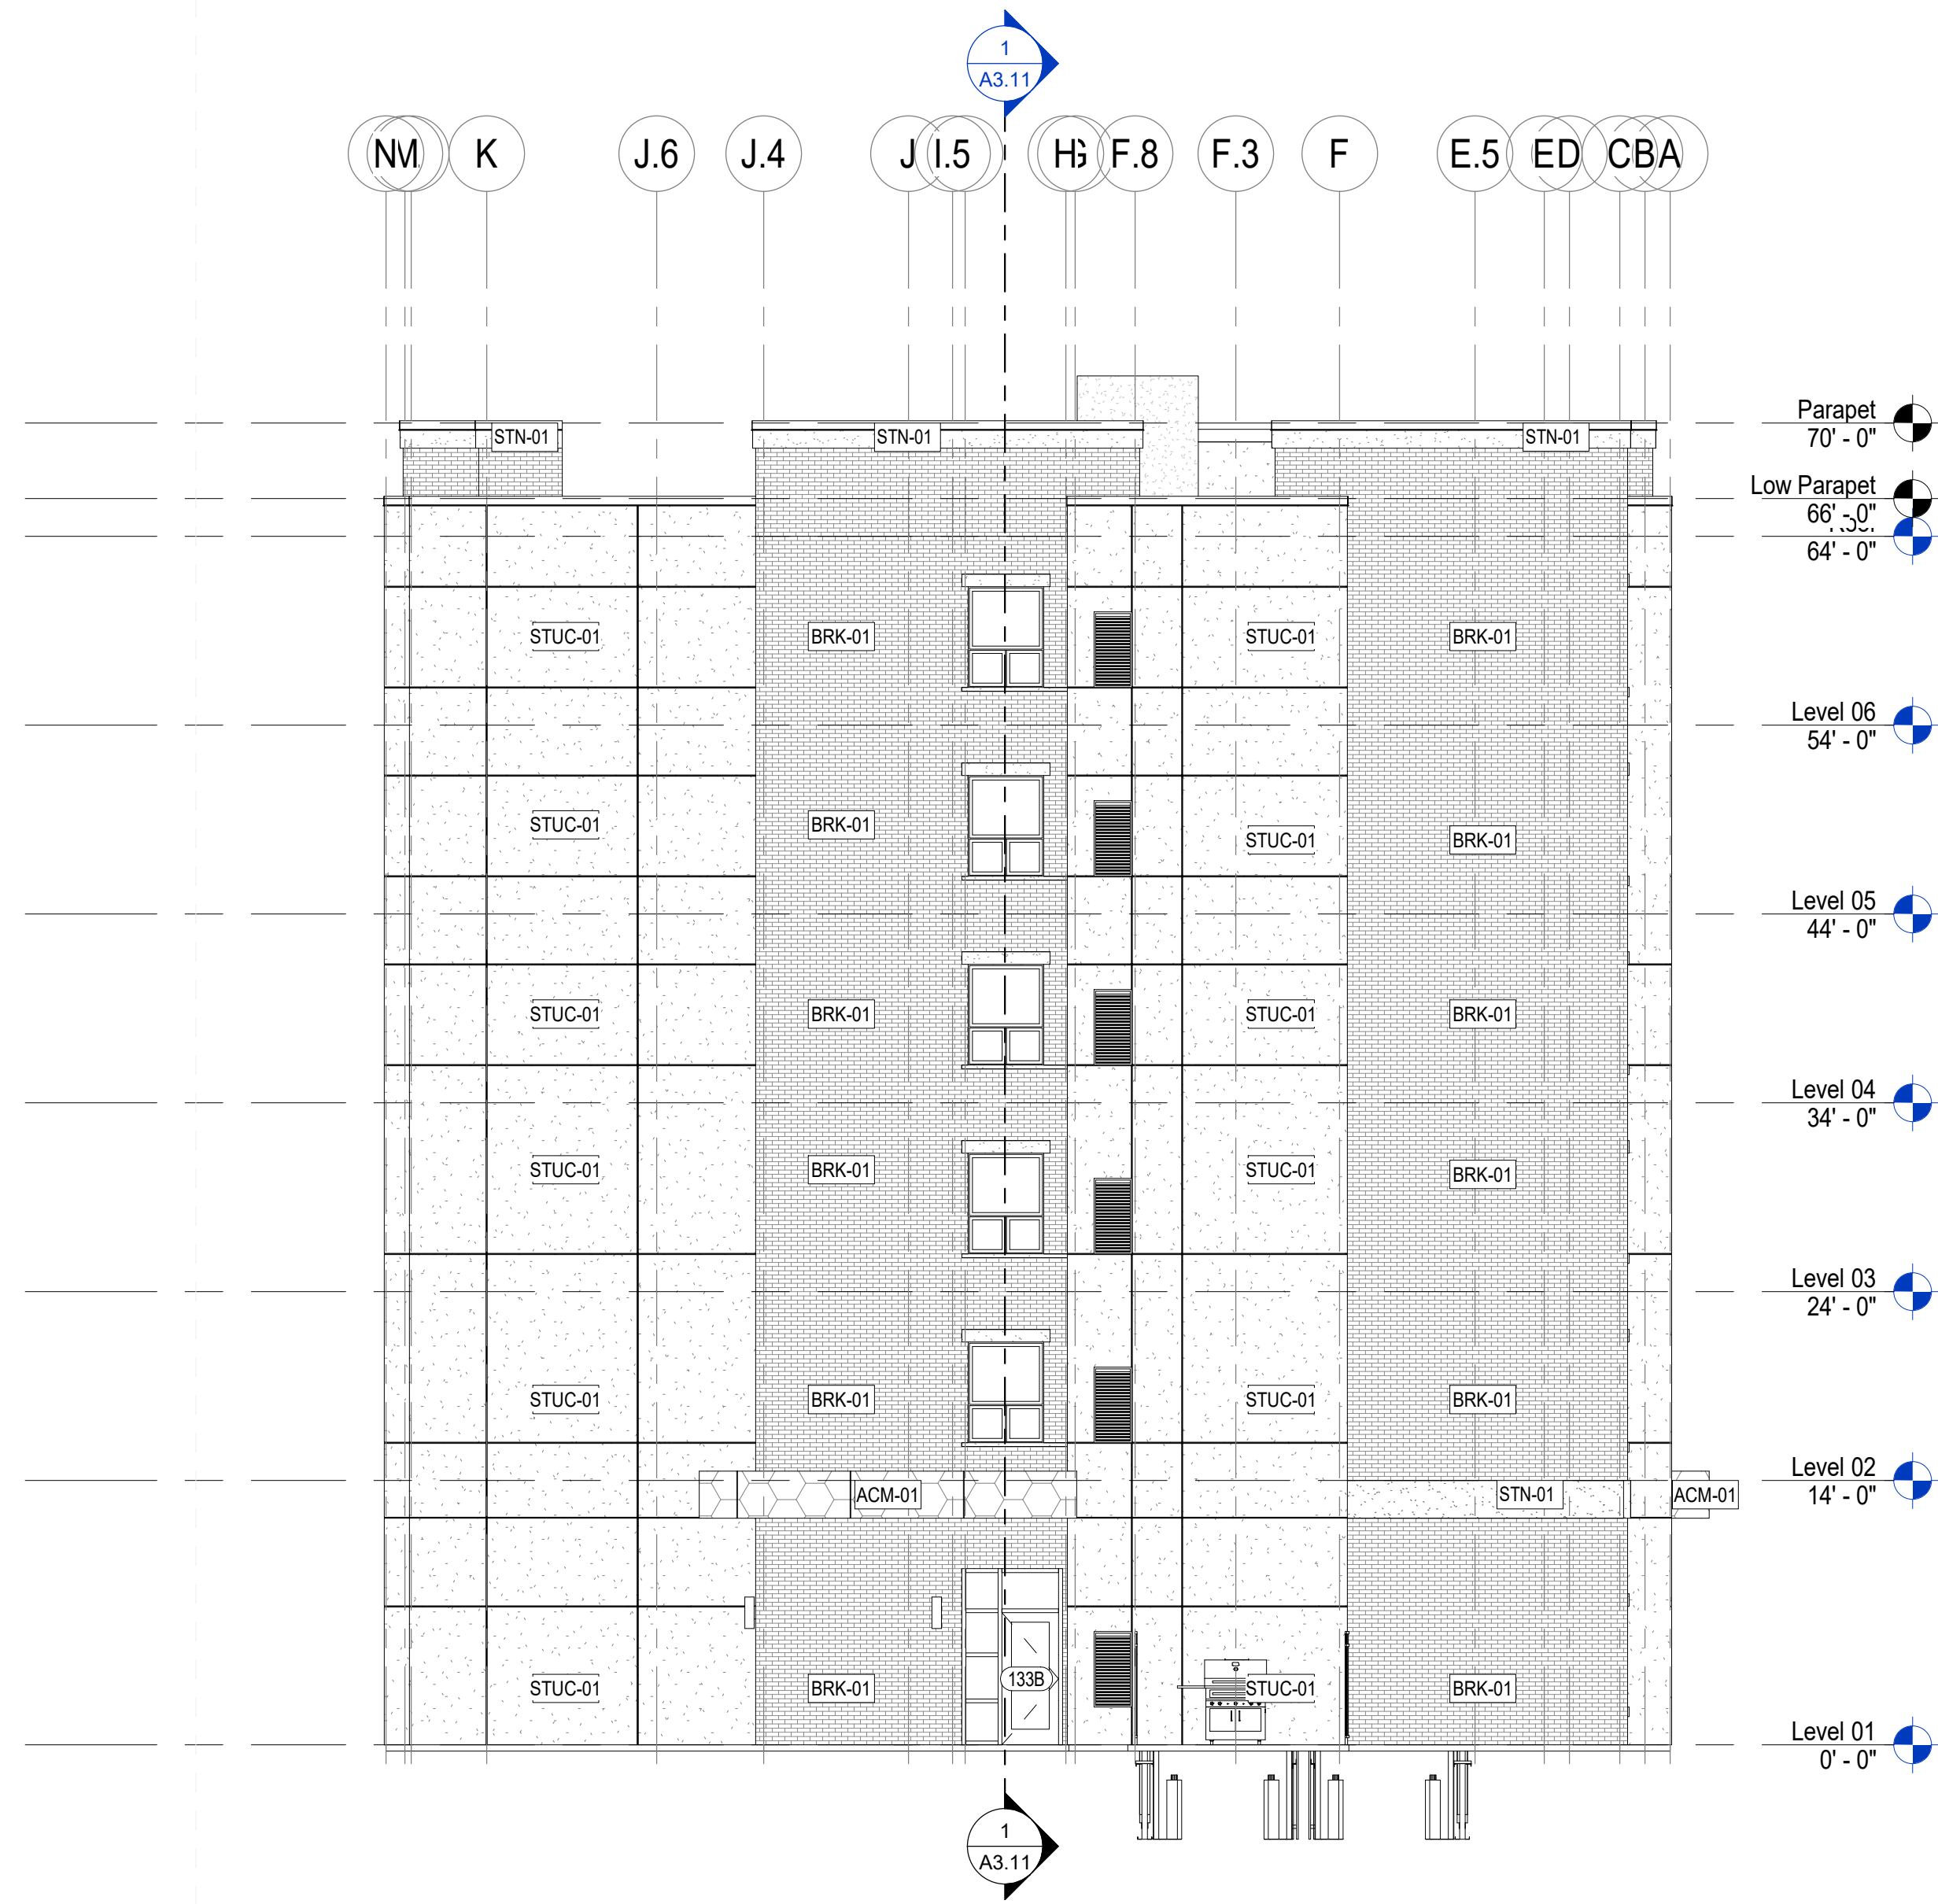 1
A3.11
N M K J.6 J.4 J I.5 H F.8 F.3 F E.5 E D C B A
Parapet
70' - 0"
STN-01 STN-01 STN-01
Low Parapet
66' - 0"
64' - 0"
STUC-01 BRK-01 STUC-01 BRK-01
Level 06
54' - 0"
STUC-01 BRK-01 STUC-01 BRK-01
Level 05
44' - 0"
STUC-01 BRK-01 STUC-01 BRK-01
Level 04
34' - 0"
STUC-01 BRK-01 STUC-01 BRK-01
Level 03
24' - 0"
STUC-01 BRK-01 STUC-01 BRK-01
Level 02
14' - 0"
ACM-01 STN-01 ACM-01
133B
STUC-01 BRK-01 STUC-01 BRK-01
Level 01
0' - 0"
1
A3.11